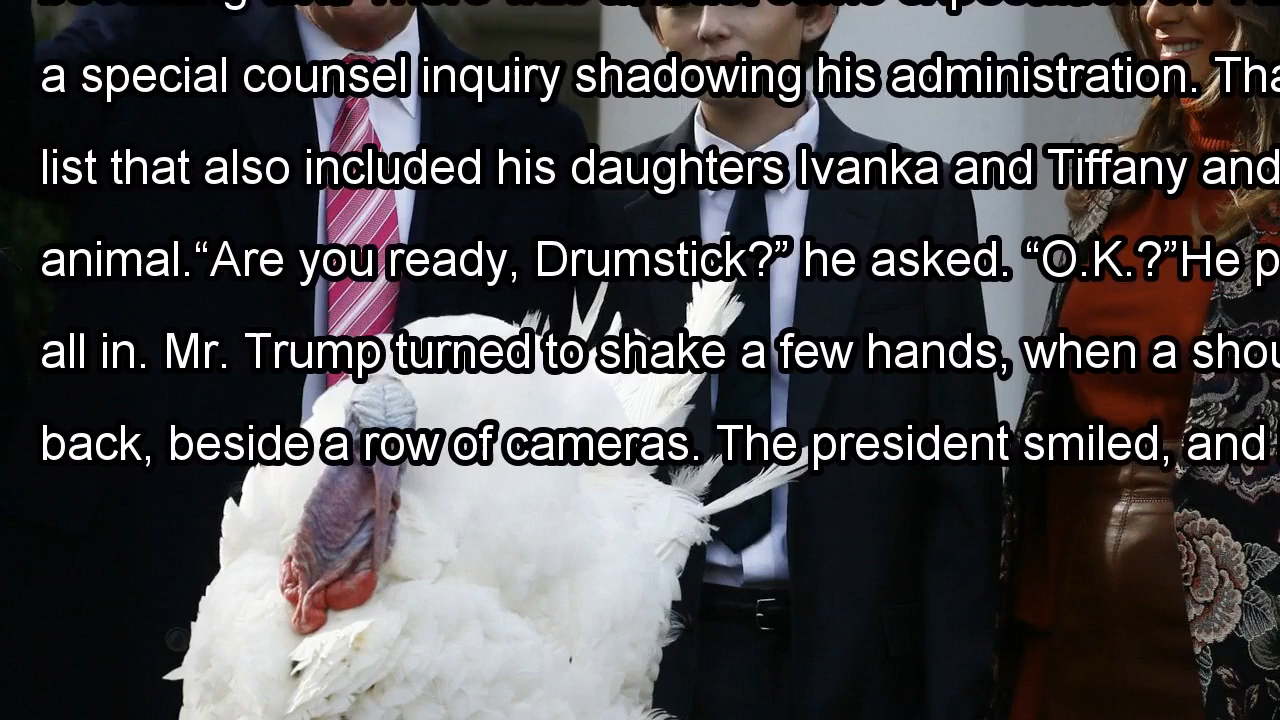 a special counsel inquiry shadowing his administration.
list that also included his daughters Ivanka and Tiffany and
animal.“Are you ready, Drumstick?” he asked. “O.K.?”He
all in. Mr. Trump turned to shake a few hands, when a
back, beside a row of cameras. The president smiled, and